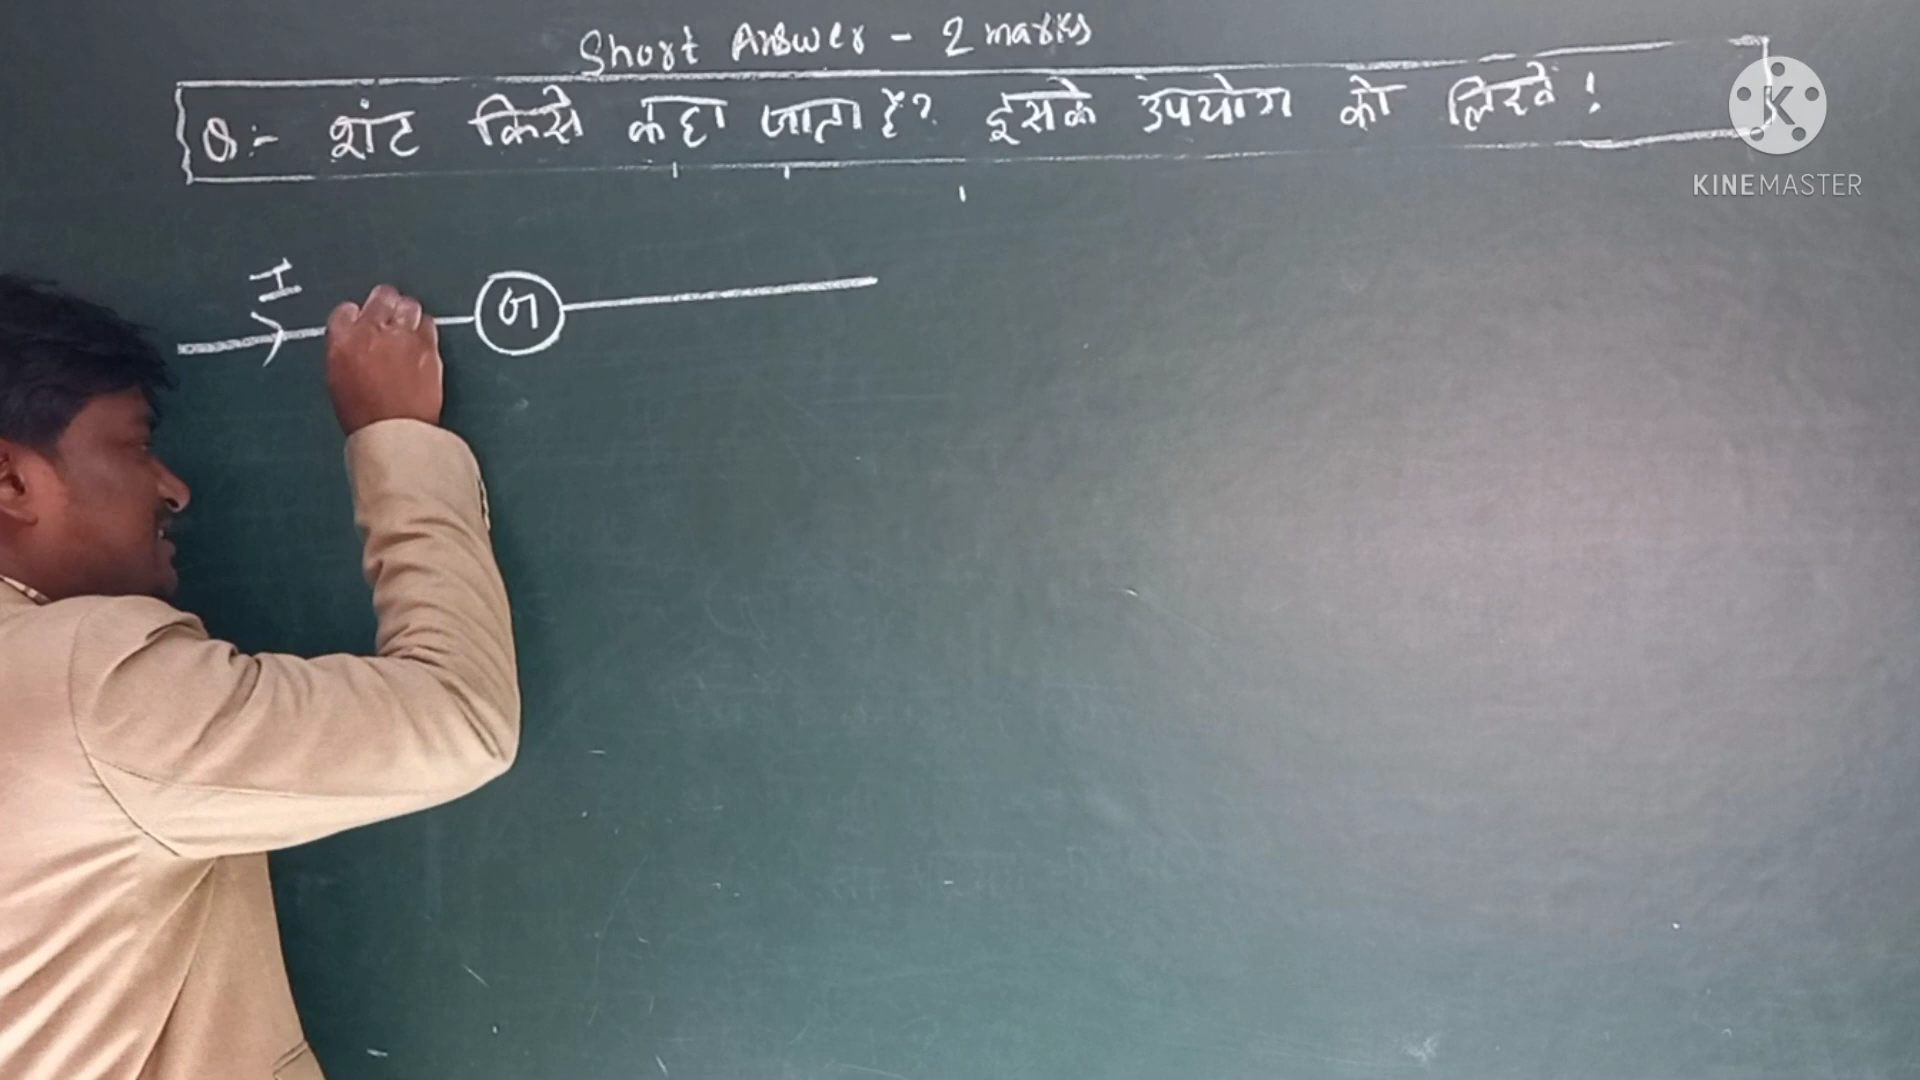 Short Answer - 2 marks
Q:- शंट किसे कहा जाता है? इसके उपयोग को लिखें!
KINEMASTER
I
G